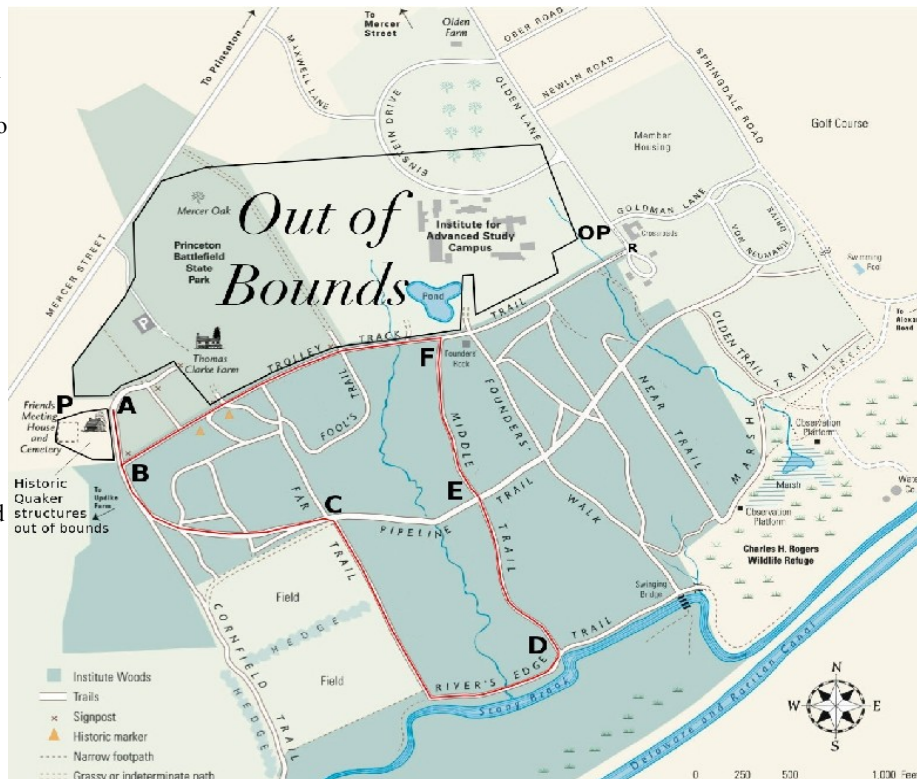 To
Mercer
Street
Olden
Farm
OBER ROAD
MAXWELL LANE
To Princeton
NEWLIN ROAD
EINSTEIN DRIVE
OLDEN LANE
SPRINGDALE ROAD
Golf Course
Member
Housing
Mercer Oak
Out of
Bounds
Institute for
Advanced Study
Campus
GOLDMAN LANE
OP
R
Crossroads
VON NEUMANN
DRIVE
Princeton
Battlefield
State
Park
MERCER STREET
Swimming
Pool
P
Pond
TRAIL
To
Road
Thomas
Clarke Farm
TROLLEY TRACK
F
Founders'
Rock
OLDEN TRAIL
P
A
Friends
Meeting
House
and
Cemetery
FOOL'S
TRAIL
MIDDLE
TRAIL
FOUNDERS'
WALK
NEAR TRAIL
MARSH TRAIL
Observation
Platform
B
Historic
Quaker
structures
out of bounds
To
Updike
Farm
FAR
TRAIL
C
E
PIPELINE TRAIL
Marsh
Observation
Platform
Charles H. Rogers
Wildlife Refuge
Field
HEDGE
Field
Swinging
Bridge
D
RIVER'S EDGE TRAIL
Stony Brook
Delaware and Raritan Canal
CORNFIELD TRAIL
HEDGE
Institute Woods
Trails
Signpost
Historic marker
Narrow footpath
Grassy or indeterminate path
N
W
E
S
0 250 500 1,000 Feet